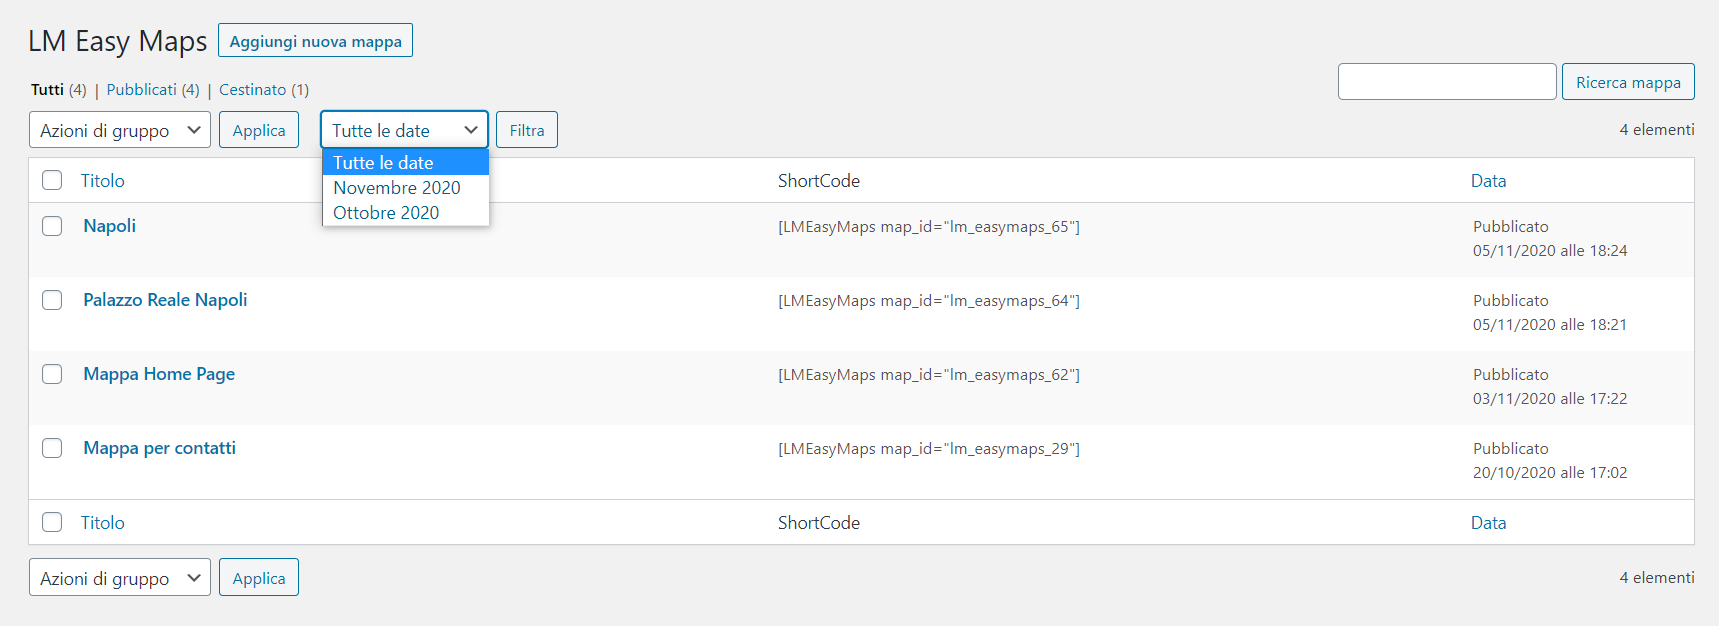 LM Easy Maps Aggiungi nuova mappa
Tutti (4) | Pubblicati (4) | Cestinato (1)
Ricerca mappa
Azioni di gruppo Applica Tutte le date Filtra 4 elementi
Tutte le date
Novembre 2020
Ottobre 2020
Titolo ShortCode Data
Napoli [LMEasyMaps map_id="lm_easymaps_65"] Pubblicato
05/11/2020 alle 18:24
Palazzo Reale Napoli [LMEasyMaps map_id="lm_easymaps_64"] Pubblicato
05/11/2020 alle 18:21
Mappa Home Page [LMEasyMaps map_id="lm_easymaps_62"] Pubblicato
03/11/2020 alle 17:22
Mappa per contatti [LMEasyMaps map_id="lm_easymaps_29"] Pubblicato
20/10/2020 alle 17:02
Titolo ShortCode Data
Azioni di gruppo Applica 4 elementi